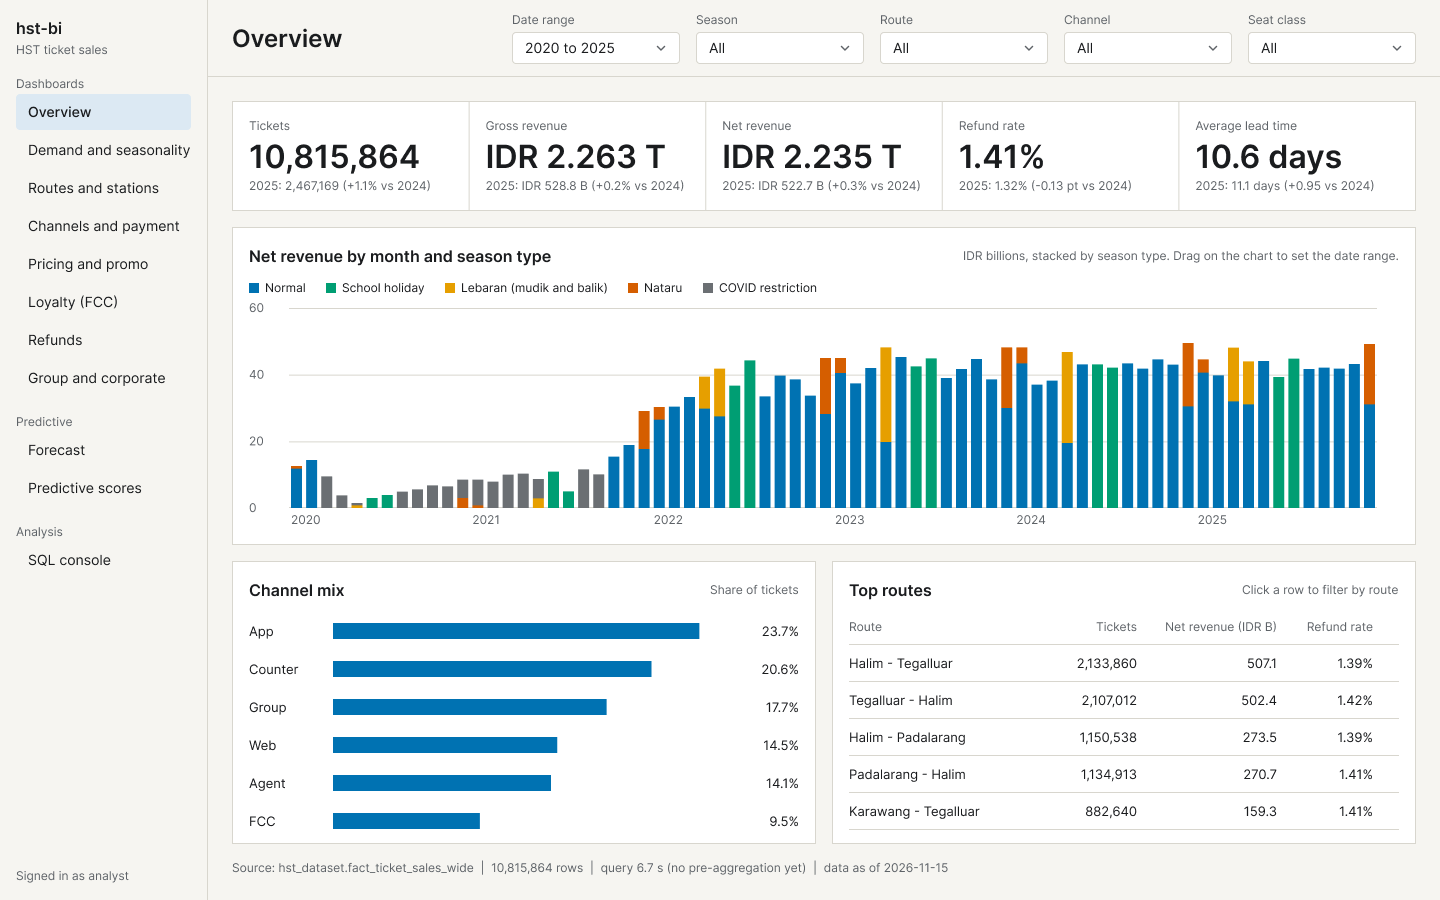 hst-bi
HST ticket sales
Dashboards
Overview
Demand and seasonality
Routes and stations
Channels and payment
Pricing and promo
Loyalty (FCC)
Refunds
Group and corporate
Predictive
Forecast
Predictive scores
Analysis
SQL console
Signed in as analyst
Overview
Date range
2020 to 2025
Season
All
Route
All
Channel
All
Seat class
All
Tickets
10,815,864
2025: 2,467,169 (+1.1% vs 2024)
Gross revenue
IDR 2.263 T
2025: IDR 528.8 B (+0.2% vs 2024)
Net revenue
IDR 2.235 T
2025: IDR 522.7 B (+0.3% vs 2024)
Refund rate
1.41%
2025: 1.32% (-0.13 pt vs 2024)
Average lead time
10.6 days
2025: 11.1 days (+0.95 vs 2024)
Net revenue by month and season type
IDR billions, stacked by season type. Drag on the chart to set the date range.
Normal School holiday Lebaran (mudik and balik) Nataru COVID restriction
60
40
20
0
2020 2021 2022 2023 2024 2025
Channel mix
Share of tickets
App 23.7%
Counter 20.6%
Group 17.7%
Web 14.5%
Agent 14.1%
FCC 9.5%
Top routes
Click a row to filter by route
Route Tickets Net revenue (IDR B) Refund rate
Halim - Tegalluar 2,133,860 507.1 1.39%
Tegalluar - Halim 2,107,012 502.4 1.42%
Halim - Padalarang 1,150,538 273.5 1.39%
Padalarang - Halim 1,134,913 270.7 1.41%
Karawang - Tegalluar 882,640 159.3 1.41%
Source: hst_dataset.fact_ticket_sales_wide | 10,815,864 rows | query 6.7 s (no pre-aggregation yet) | data as of 2026-11-15